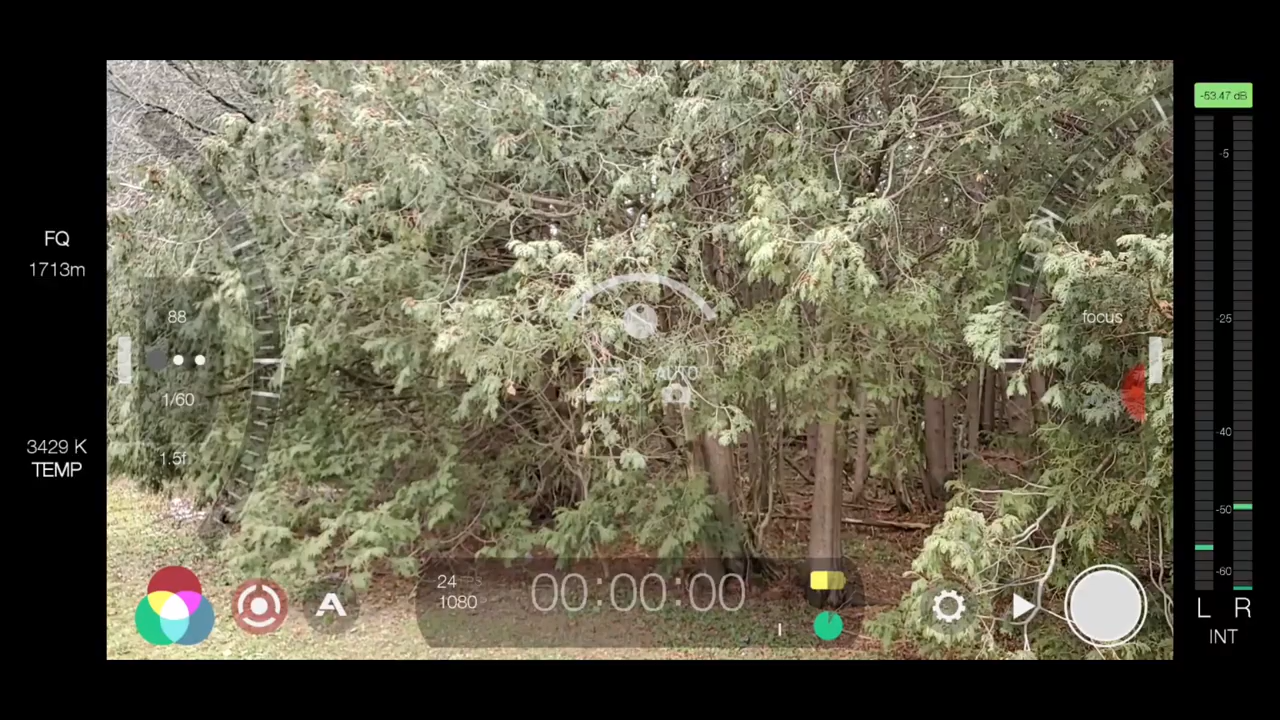 -53.47 dB
-5
FQ
1713m
88
focus
-25
AUTO
1/60
-40
3429 K
TEMP
1.5f
-50
-60
24 FPS
1080
00:00:00
L R
INT